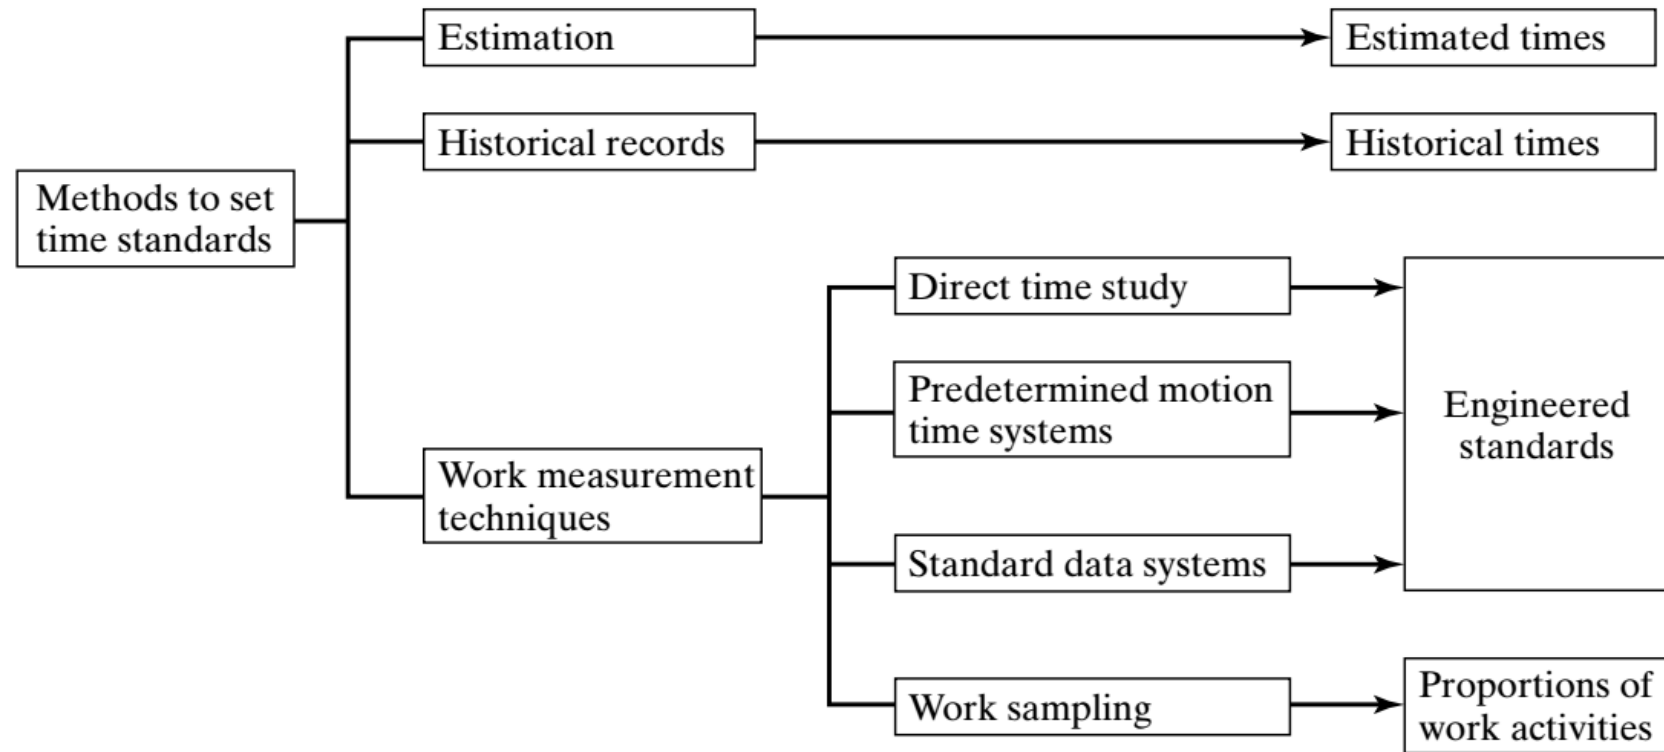 Estimation
Estimated times
Historical records
Historical times
Methods to set
time standards
Direct time study
Predetermined motion
time systems
Engineered
standards
Work measurement
techniques
Standard data systems
Work sampling
Proportions of
work activities